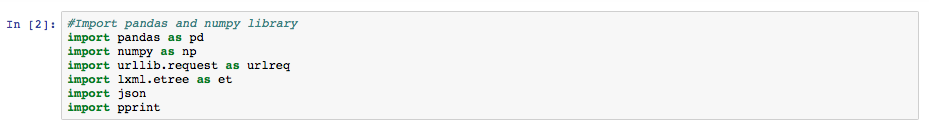 In [2]: #Import pandas and numpy library
import pandas as pd
import numpy as np
import urllib.request as urlreq
import lxml.etree as et
import json
import pprint